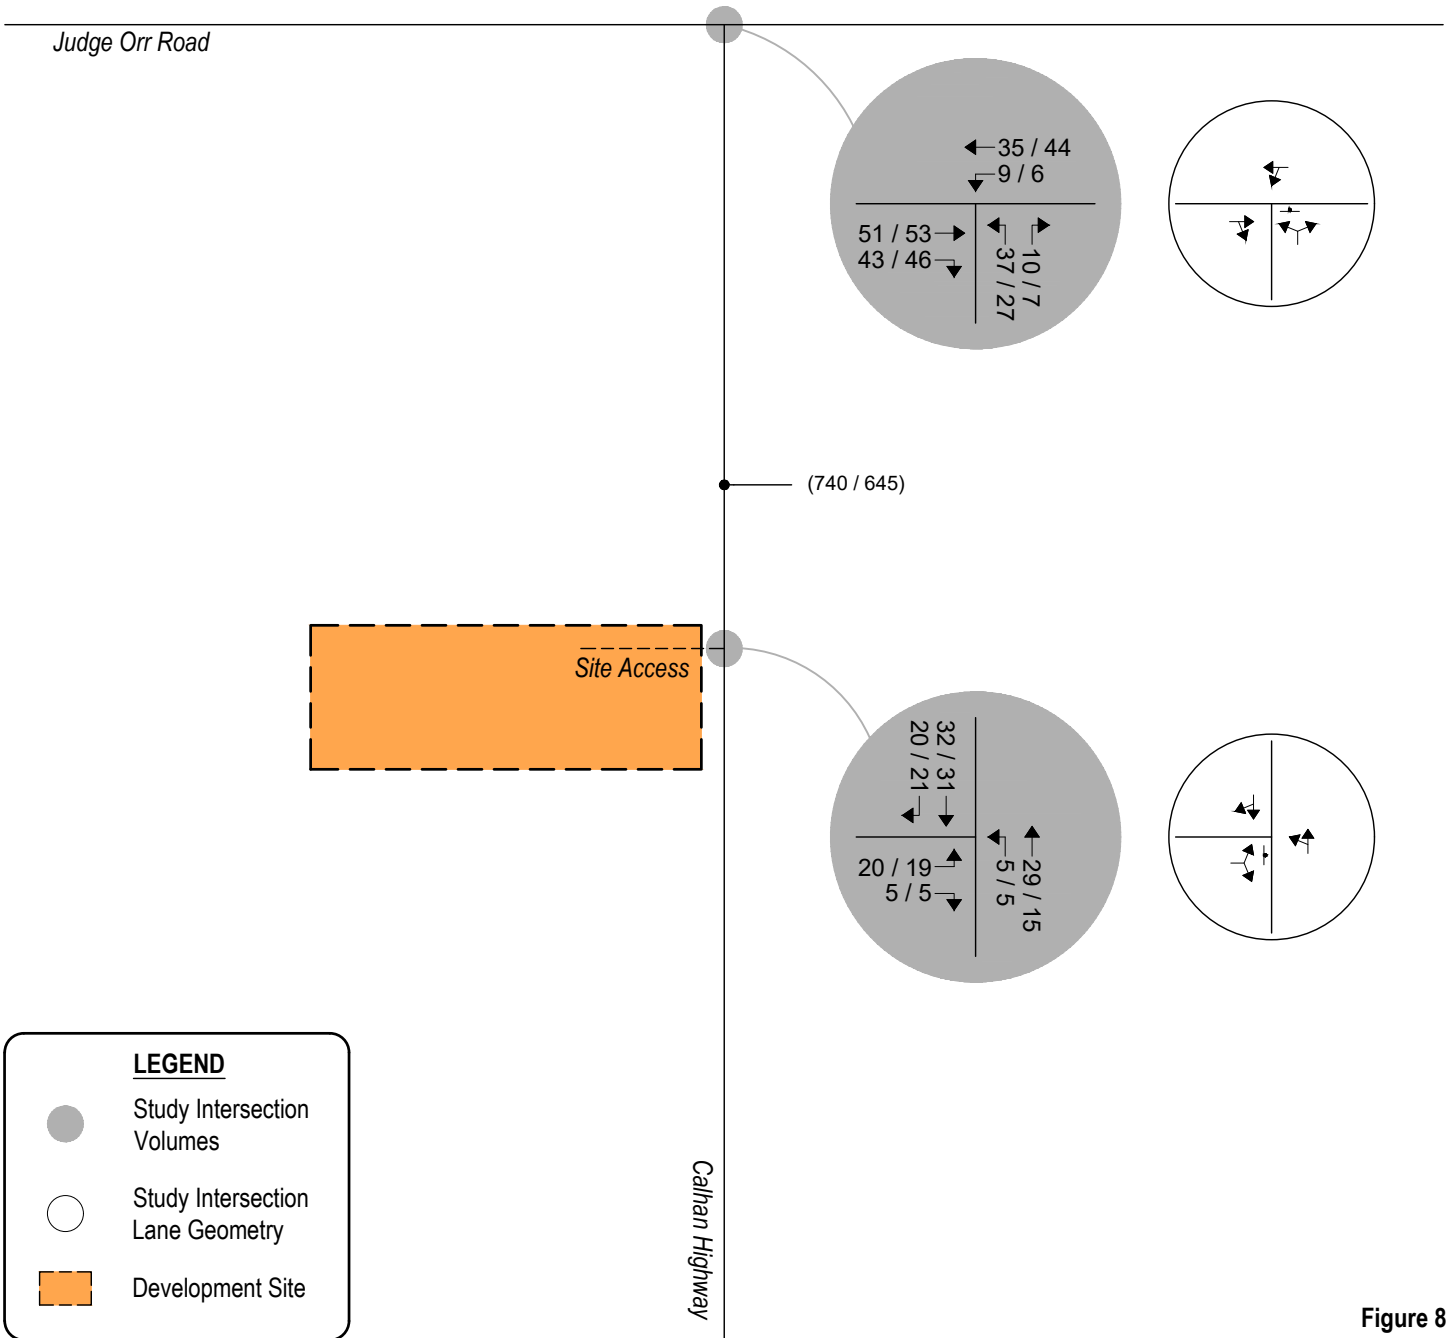 Judge Orr Road
35 / 44
9 / 6
51 / 53
43 / 46
37 / 27
10 / 7
(740 / 645)
Site Access
20 / 21
32 / 31
20 / 19
5 / 5
5 / 5
29 / 15
LEGEND
Study Intersection
Volumes
Study Intersection
Lane Geometry
Development Site
Calhan Highway
Figure 8